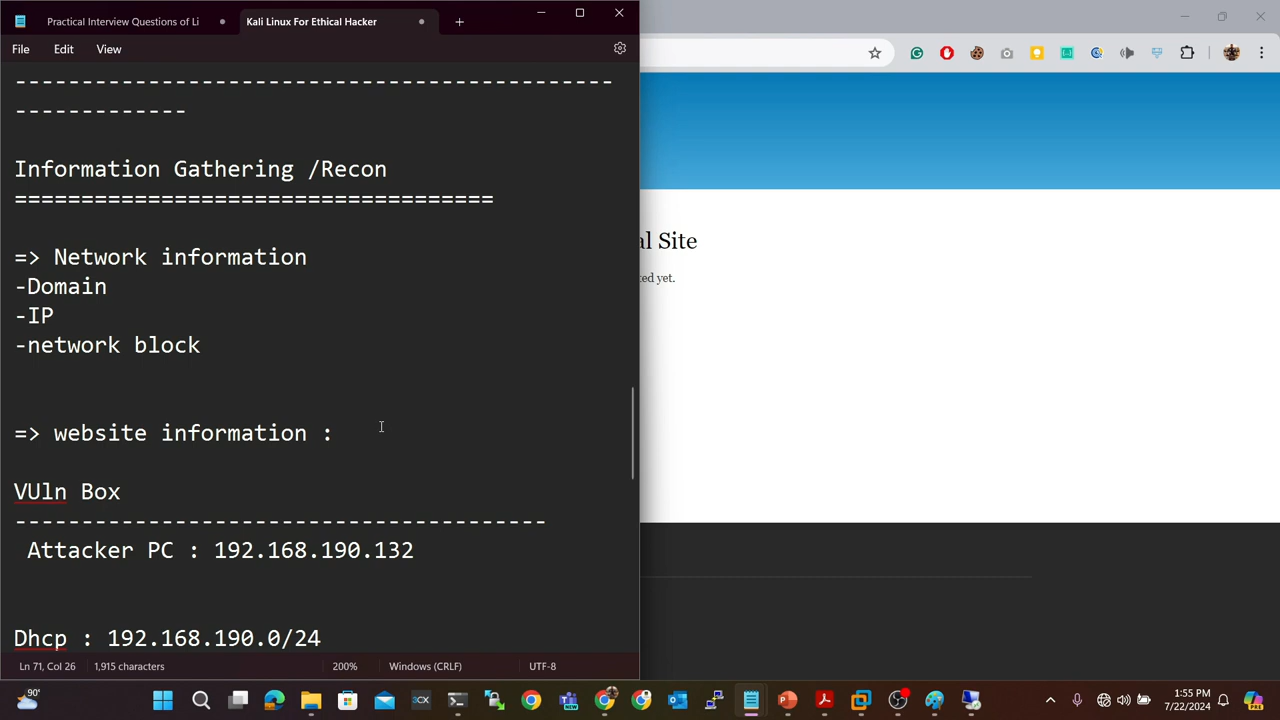 Practical Interview Questions of Li
Kali Linux For Ethical Hacker
File Edit View
---------------------------------------------
-------------
Information Gathering /Recon
====================================
=> Network information
-Domain
-IP
-network block
=> website information :
VUln Box
----------------------------------------
Attacker PC : 192.168.190.132
Dhcp : 192.168.190.0/24
Ln 71, Col 26 1,915 characters 200% Windows (CRLF) UTF-8
al Site
ted yet.
90°
1:55 PM
7/22/2024